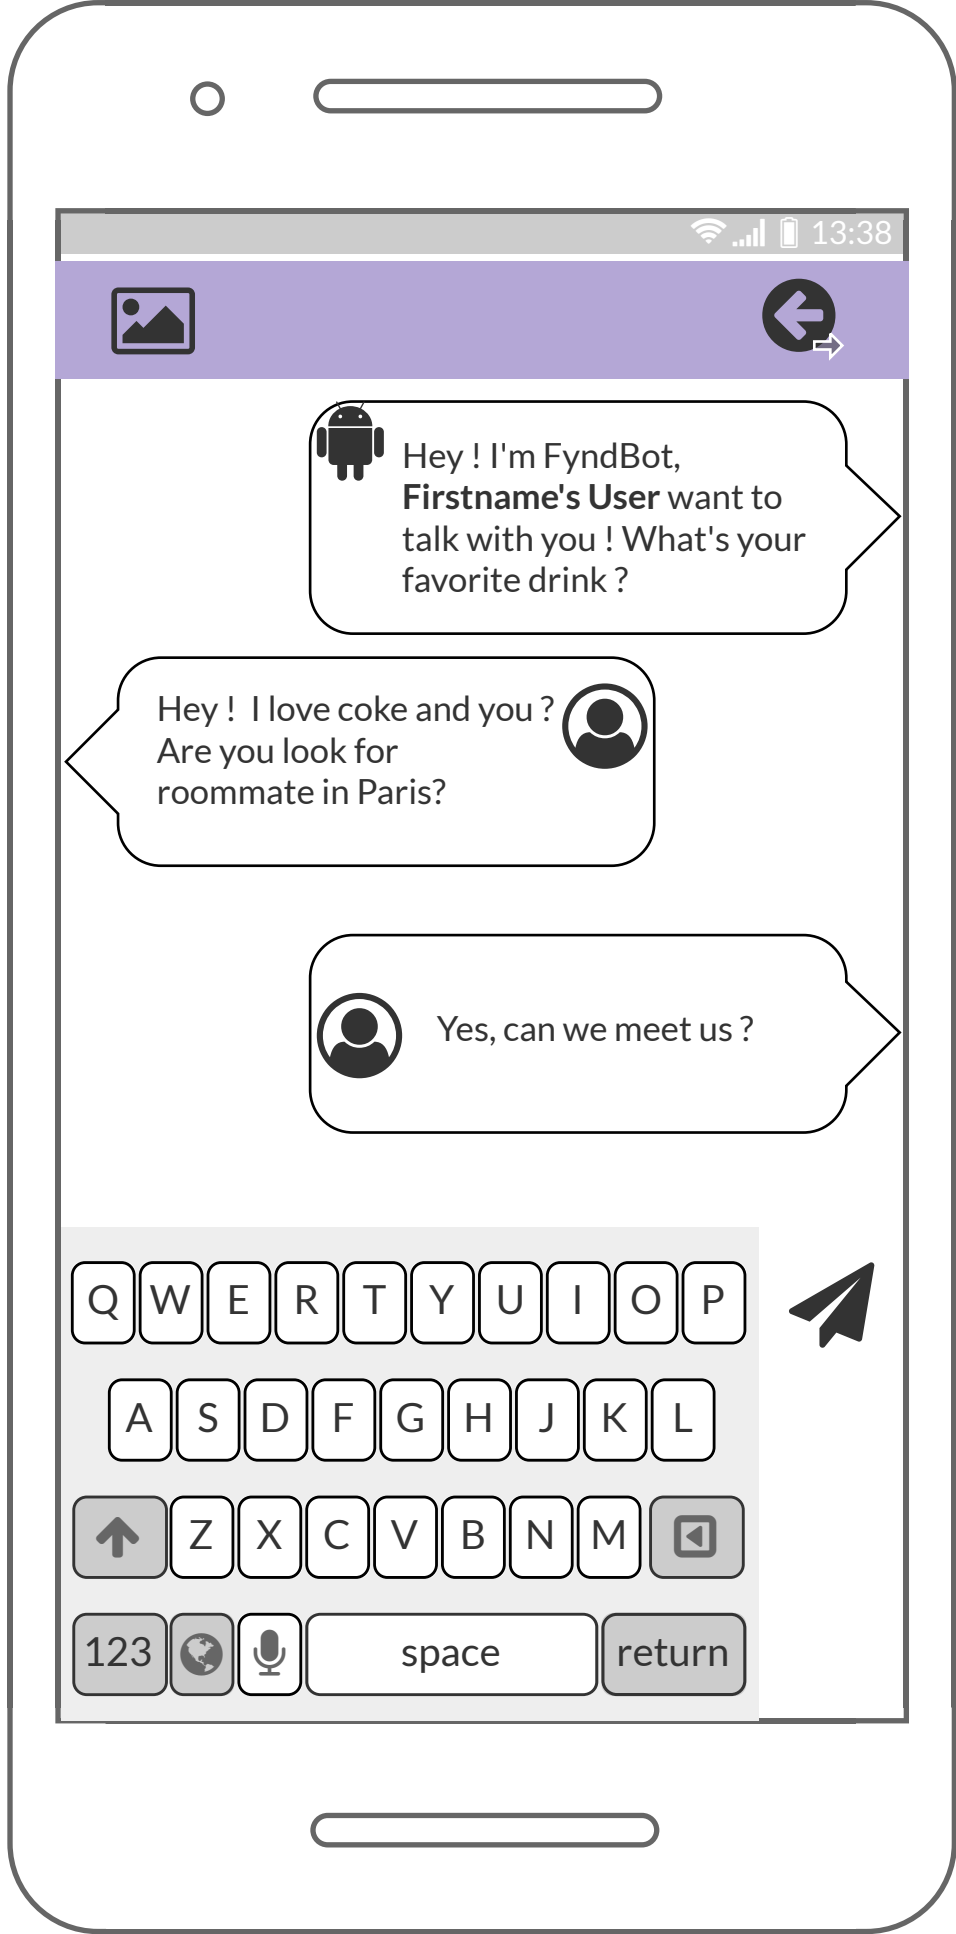 13:38
Hey ! I'm FyndBot,
Firstname's User want to
talk with you ! What's your
favorite drink ?
Hey !  I love coke and you ?
Are you look for
roommate in Paris?
Yes, can we meet us ?
Q W E R T Y U I O P
A S D F G H J K L
Z X C V B N M
123 space return